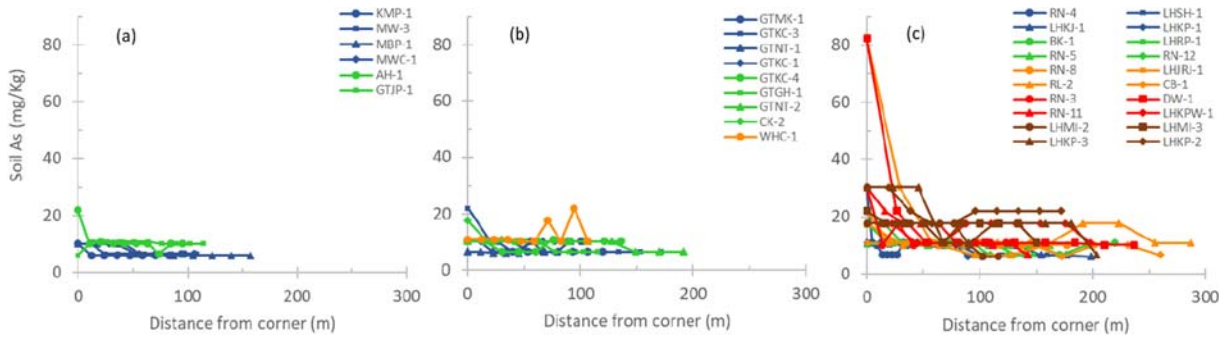 (a)
KMP-1
MW-3
MBP-1
MWC-1
AH-1
GTJP-1
80
60
40
20
0
Soil As (mg/Kg)
0 100 200 300
Distance from corner (m)
(b)
GTMK-1
GTKC-3
GTNT-1
GTKC-1
GTKC-4
GTGH-1
GTNT-2
CK-2
WHC-1
80
60
40
20
0
0 100 200 300
Distance from corner (m)
(c)
RN-4 LHSH-1
LHKJ-1 LHKP-1
BK-1 LHRP-1
RN-5 RN-12
RN-8 LHJRJ-1
RL-2 CB-1
RN-3 DW-1
RN-11 LHKPW-1
LHMI-2 LHMI-3
LHKP-3 LHKP-2
80
60
40
20
0
0 100 200 300
Distance from corner (m)